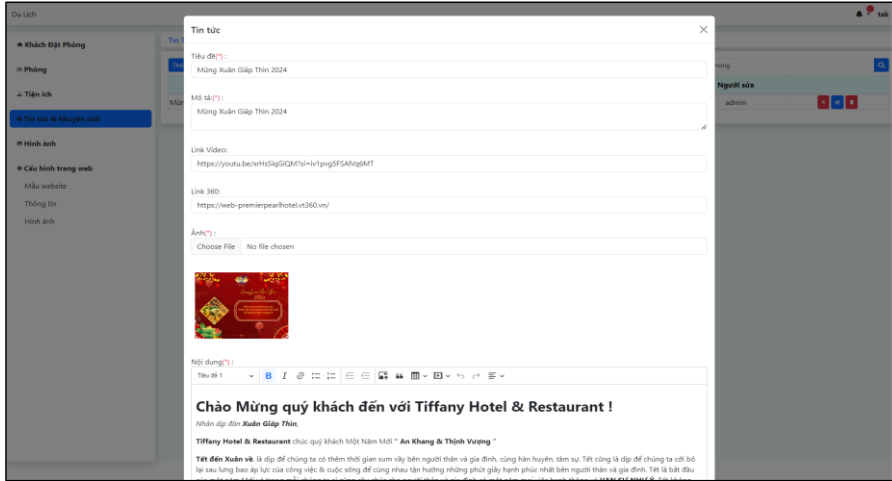 Du Lịch
tak
Khách Đặt Phòng
Phòng
Tiện ích
Tin tức & khuyến mãi
Hình ảnh
Cấu hình trang web
Mẫu website
Thông tin
Hình ảnh
Người sửa
admin
Tin tức
Tiêu đề(*) :
Mừng Xuân Giáp Thìn 2024
Mô tả:(*) :
Mừng Xuân Giáp Thìn 2024
Link Video:
Link 360:
https://web-premierpearlhotel.vt360.vn/
Ảnh(*) :
Choose File No file chosen
Nội dung(*) :
Tiêu đề 1
B I
Chào Mừng quý khách đến với Tiffany Hotel & Restaurant !
Nhân dịp đón Xuân Giáp Thìn,
Tiffany Hotel & Restaurant chúc quý khách Một Năm Mới " An Khang & Thịnh Vượng "
Tết đến Xuân về, là dịp để chúng ta có thêm thời gian sum vầy bên người thân và gia đình, cùng hàn huyên, tâm sự. Tết cũng là dịp để chúng ta cởi bỏ
lại sau lưng bao áp lực của công việc & cuộc sống để cùng nhau tận hưởng những phút giây hạnh phúc nhất bên người thân và gia đình. Tết là bắt đầu